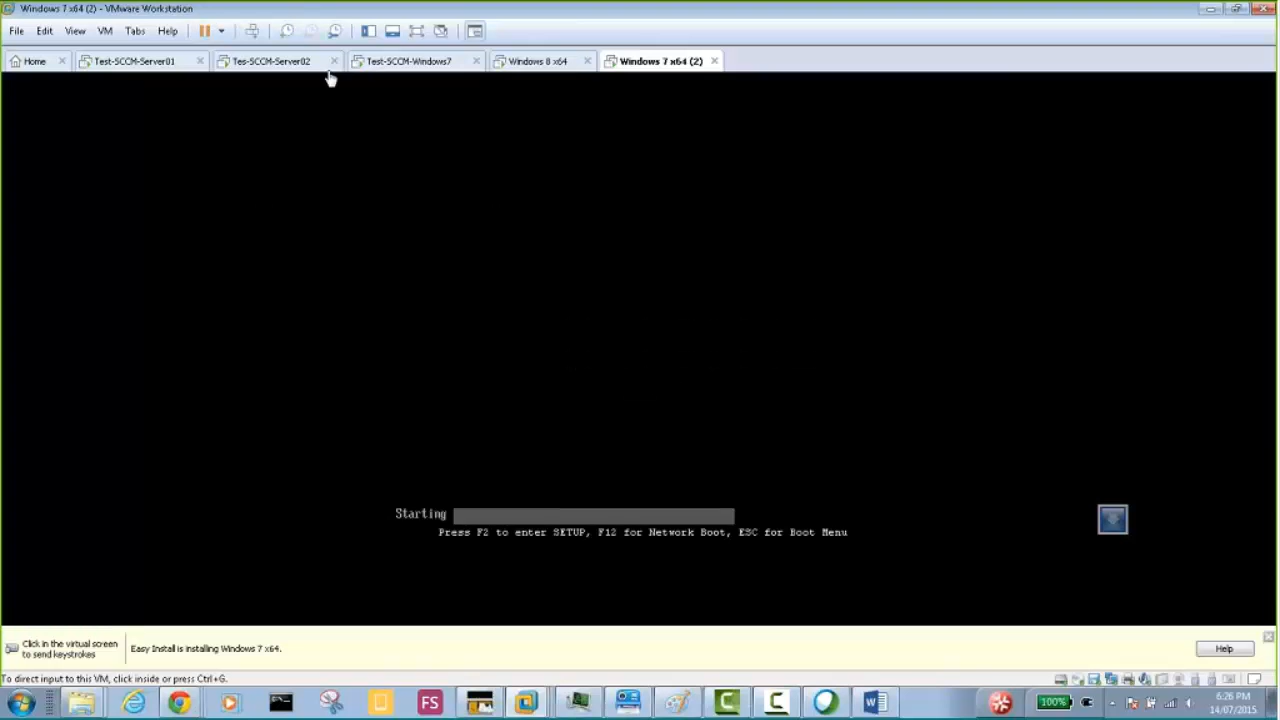 Windows 7 x64 (2) - VMware Workstation
File Edit View VM Tabs Help
Home Test-SCCM-Server01 Tes-SCCM-Server02 Test-SCCM-Windows7 Windows 8 x64 Windows 7 x64 (2)
Starting
Press F2 to enter SETUP, F12 for Network Boot, ESC for Boot Menu
Click in the virtual screen
to send keystrokes
Easy Install is installing Windows 7 x64.
Help
To direct input to this VM, click inside or press Ctrl+G.
FS
100%
6:26 PM
14/07/2015